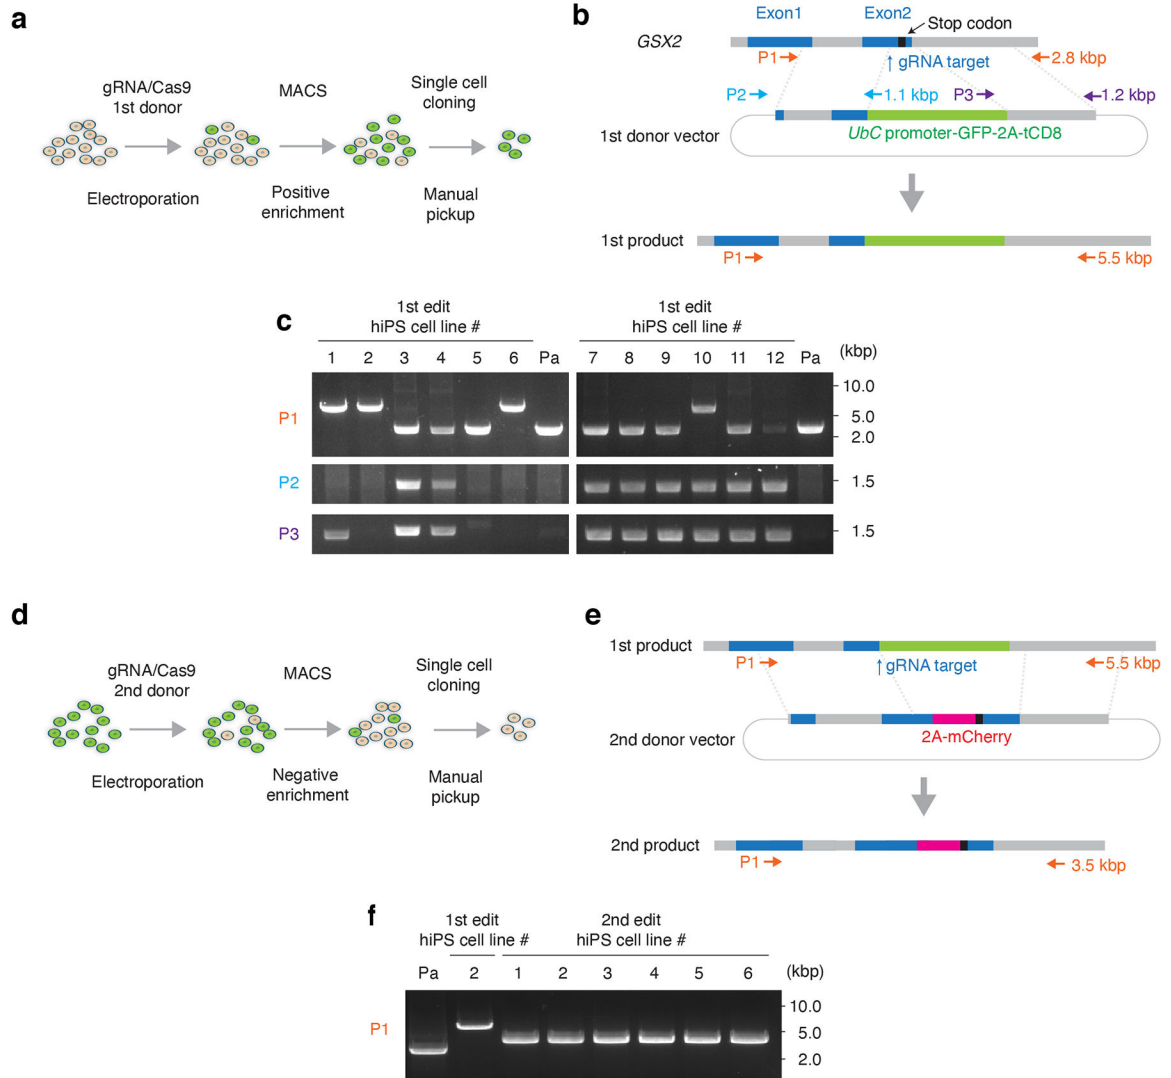 a
gRNA/Cas9
1st donor
MACS
Single cell
cloning
Electroporation
Positive
enrichment
Manual
pickup
b
Exon1
Exon2
Stop codon
GSX2
P1
2.8 kbp
↑ gRNA target
P2
1.1 kbp
P3
1.2 kbp
1st donor vector
UbC promoter-GFP-2A-tCD8
1st product
P1
5.5 kbp
c
1st edit
hiPS cell line #
1st edit
hiPS cell line #
1 2 3 4 5 6 Pa
7 8 9 10 11 12 Pa
(kbp)
P1
10.0
5.0
2.0
P2
1.5
P3
1.5
d
gRNA/Cas9
2nd donor
MACS
Single cell
cloning
Electroporation
Negative
enrichment
Manual
pickup
e
1st product
P1
5.5 kbp
↑ gRNA target
2nd donor vector
2A-mCherry
2nd product
P1
3.5 kbp
f
1st edit
hiPS cell line #
2nd edit
hiPS cell line #
Pa 2 1 2 3 4 5 6
(kbp)
P1
10.0
5.0
2.0